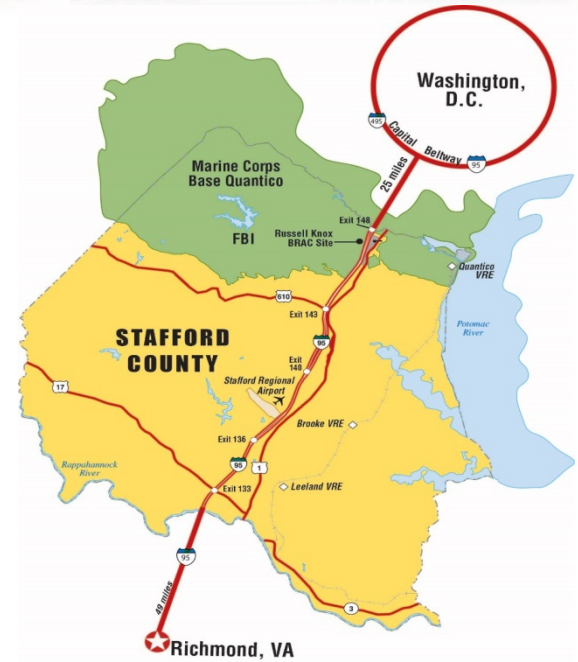 Washington,
D.C.
495
Capital Beltway
95
25 miles
Marine Corps
Base Quantico
FBI
Exit 148
Russell Knox
BRAC Site
Quantico
VRE
610
Exit 143
Potomac
River
STAFFORD
COUNTY
95
Exit
140
17
Stafford Regional
Airport
Brooke VRE
Exit 136
Rappahannock
River
95
1
Exit 133
Leeland VRE
95
3
49 miles
Richmond, VA